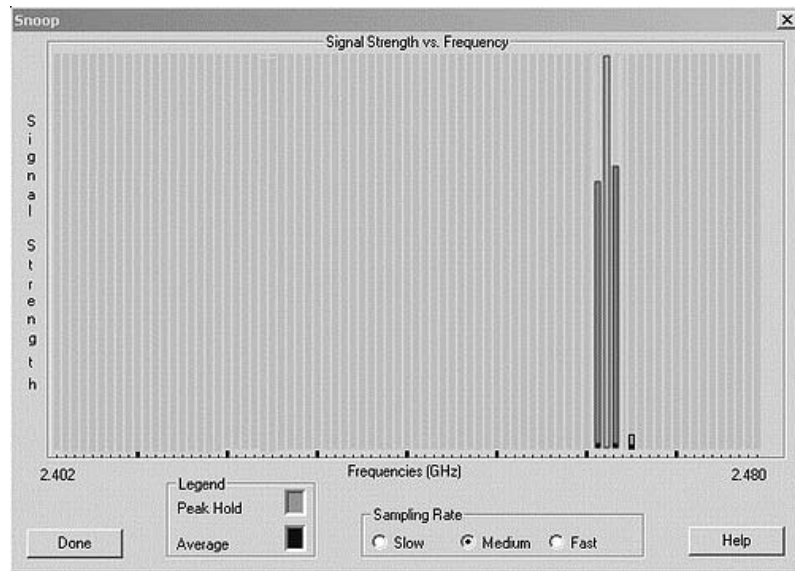 Snoop
Signal Strength vs. Frequency
Signal Strength
2.402
Frequencies (GHz)
2.480
Legend
Peak Hold
Average
Sampling Rate
Slow
Medium
Fast
Done
Help